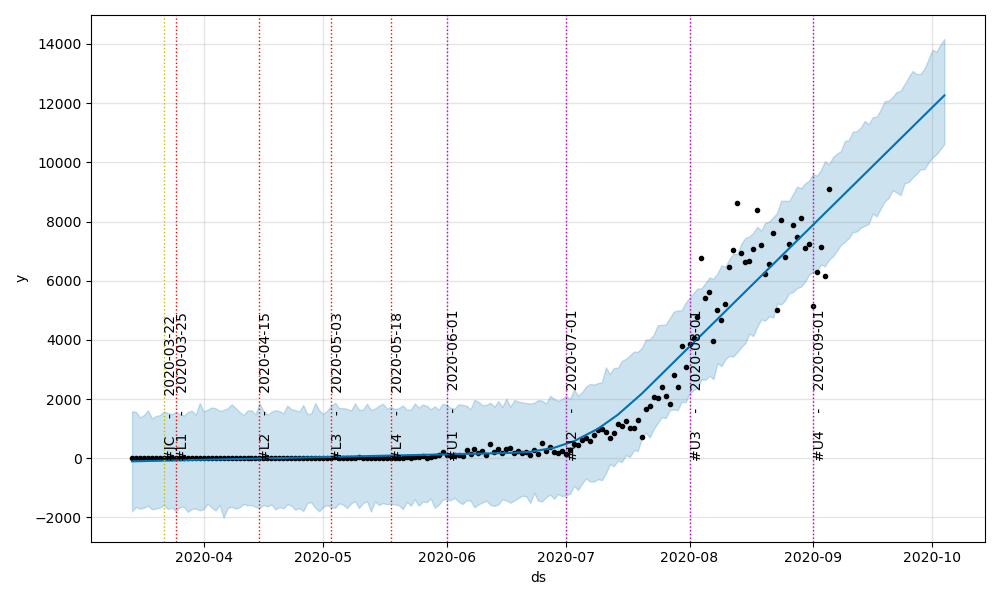 14000
12000
10000
8000
6000
4000
2000
0
−2000
y
#JC - 2020-03-22
#L1 - 2020-03-25
#L2 - 2020-04-15
#L3 - 2020-05-03
#L4 - 2020-05-18
#U1 - 2020-06-01
#U2 - 2020-07-01
#U3 - 2020-08-01
#U4 - 2020-09-01
2020-04
2020-05
2020-06
2020-07
2020-08
2020-09
2020-10
ds